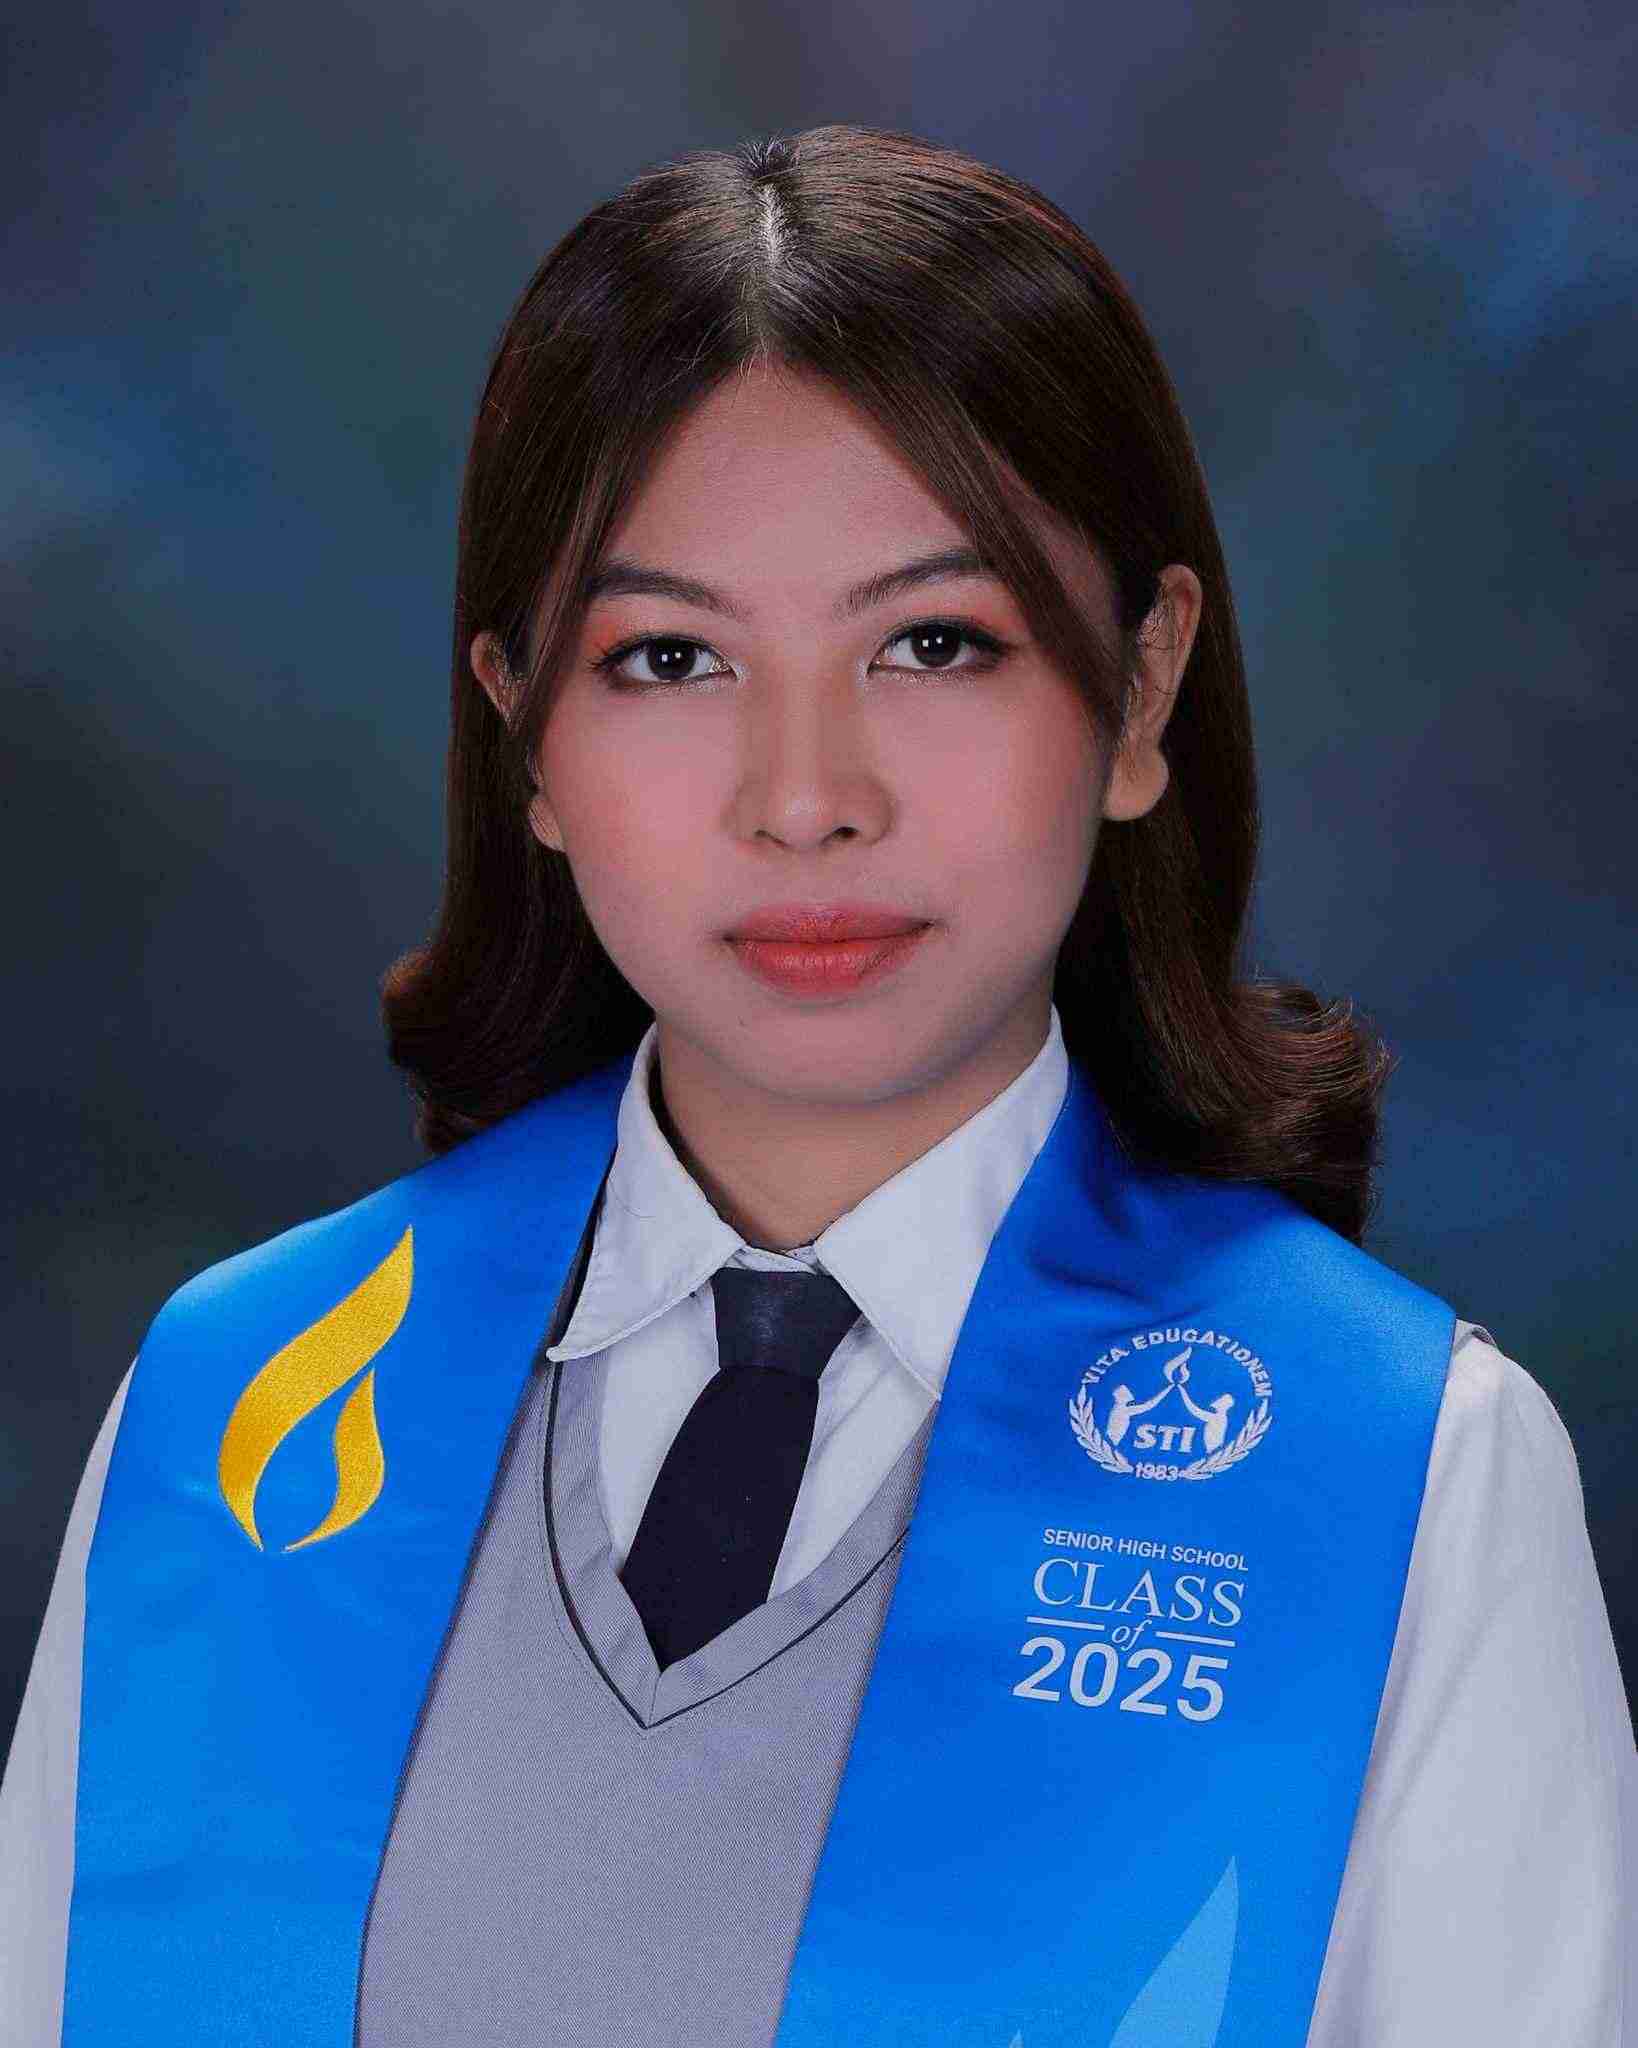 VITA EDUCATIONEM
STI
1983
SENIOR HIGH SCHOOL
CLASS
of
2025